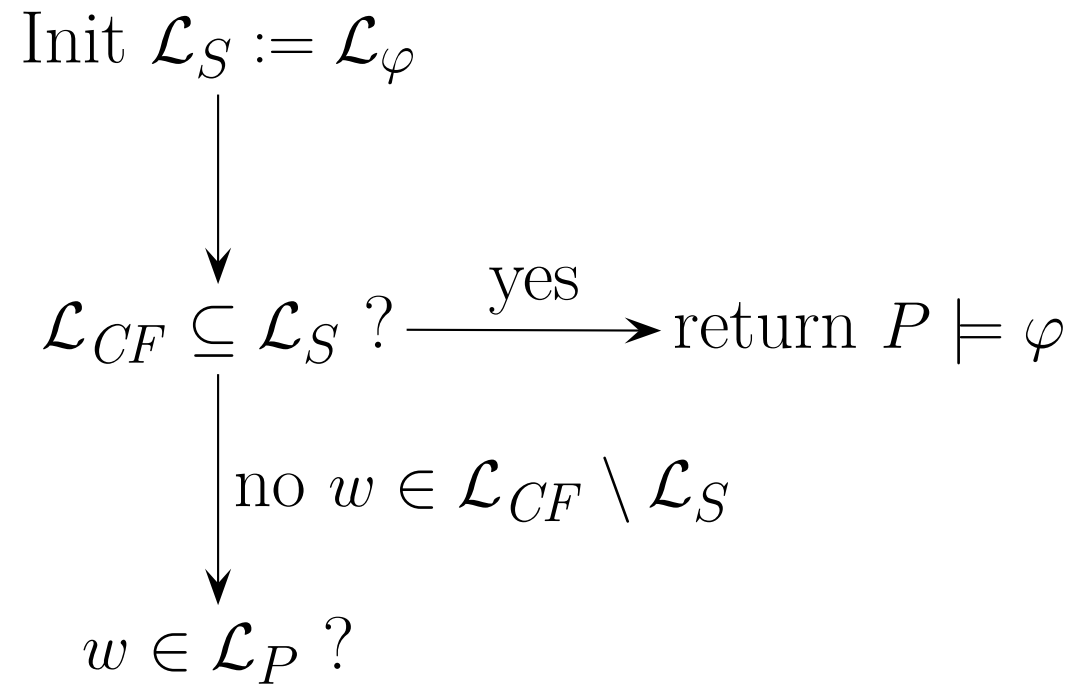 Init 𝓛_S := 𝓛_φ
yes
𝓛_CF ⊆ 𝓛_S ?
return P ⊨ φ
no w ∈ 𝓛_CF \ 𝓛_S
w ∈ 𝓛_P ?